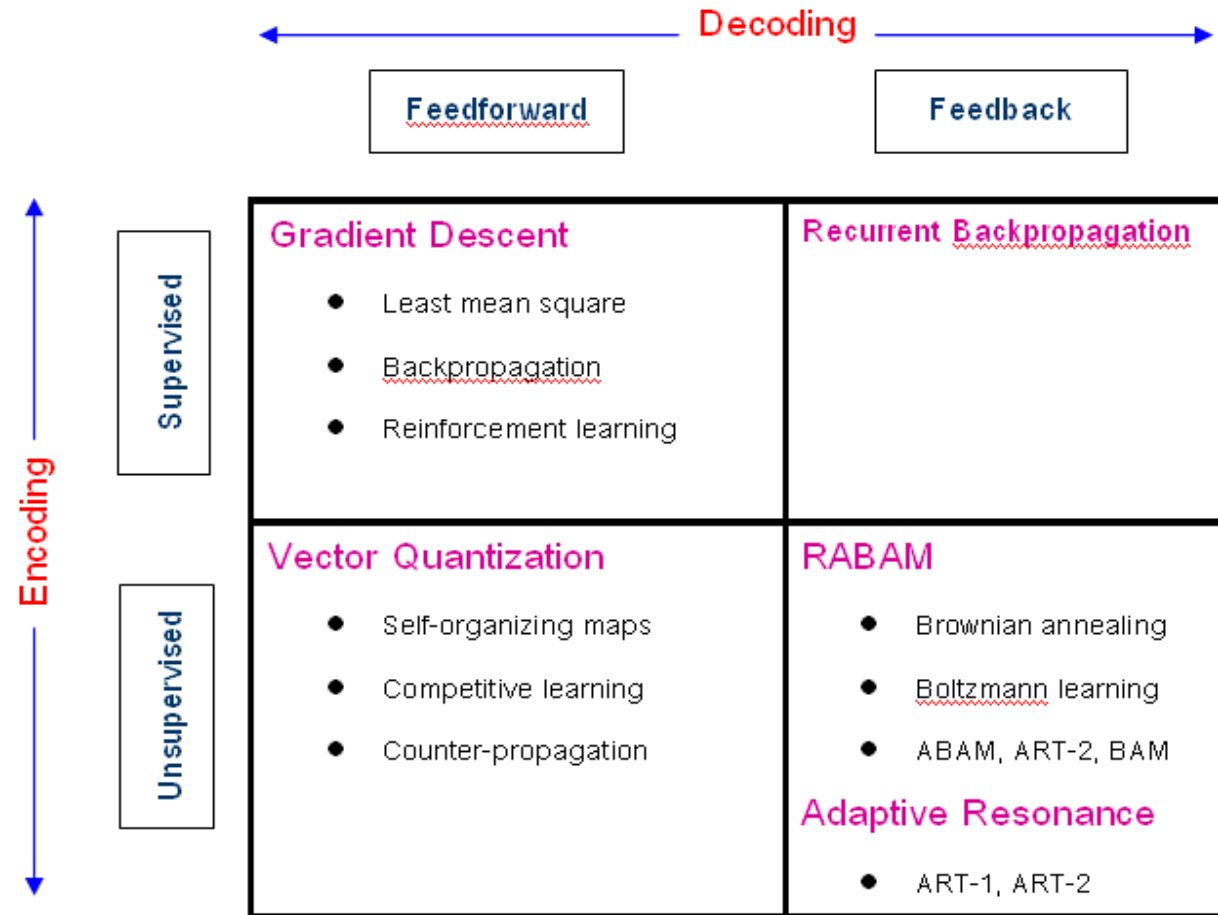 Decoding
Feedforward
Feedback
Encoding
Supervised
Gradient Descent
● Least mean square
● Backpropagation
● Reinforcement learning
Recurrent Backpropagation
Unsupervised
Vector Quantization
● Self-organizing maps
● Competitive learning
● Counter-propagation
RABAM
● Brownian annealing
● Boltzmann learning
● ABAM, ART-2, BAM
Adaptive Resonance
● ART-1, ART-2